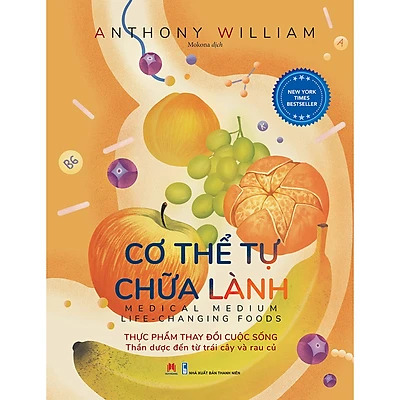 ANTHONY WILLIAM
Mokona dịch
A
NEW YORK
TIMES
BESTSELLER
B6
CƠ THỂ TỰ
CHỮA LÀNH
MEDICAL MEDIUM
LIFE-CHANGING FOODS
THỰC PHẨM THAY ĐỔI CUỘC SỐNG
Thần dược đến từ trái cây và rau củ
NHÀ XUẤT BẢN THANH NIÊN